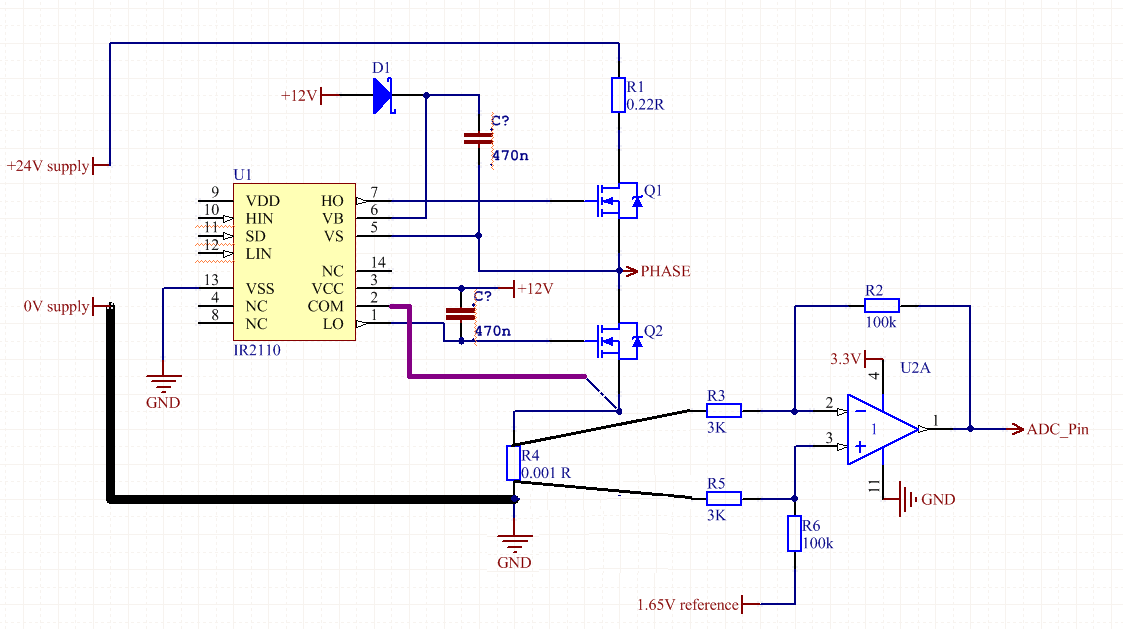 D1
+12V
R1
0.22R
C?
470n
+24V supply
U1
9 VDD HO 7
10 HIN VB 6
11 SD VS 5
12 LIN
NC 14
13 VSS VCC 3
4 NC COM 2
8 NC LO 1
IR2110
Q1
PHASE
+12V
C?
470n
0V supply
GND
Q2
R2
100k
3.3V
4
U2A
R3
3K
2
1
1
ADC_Pin
3
11
GND
R4
0.001 R
R5
3K
R6
100k
GND
1.65V reference